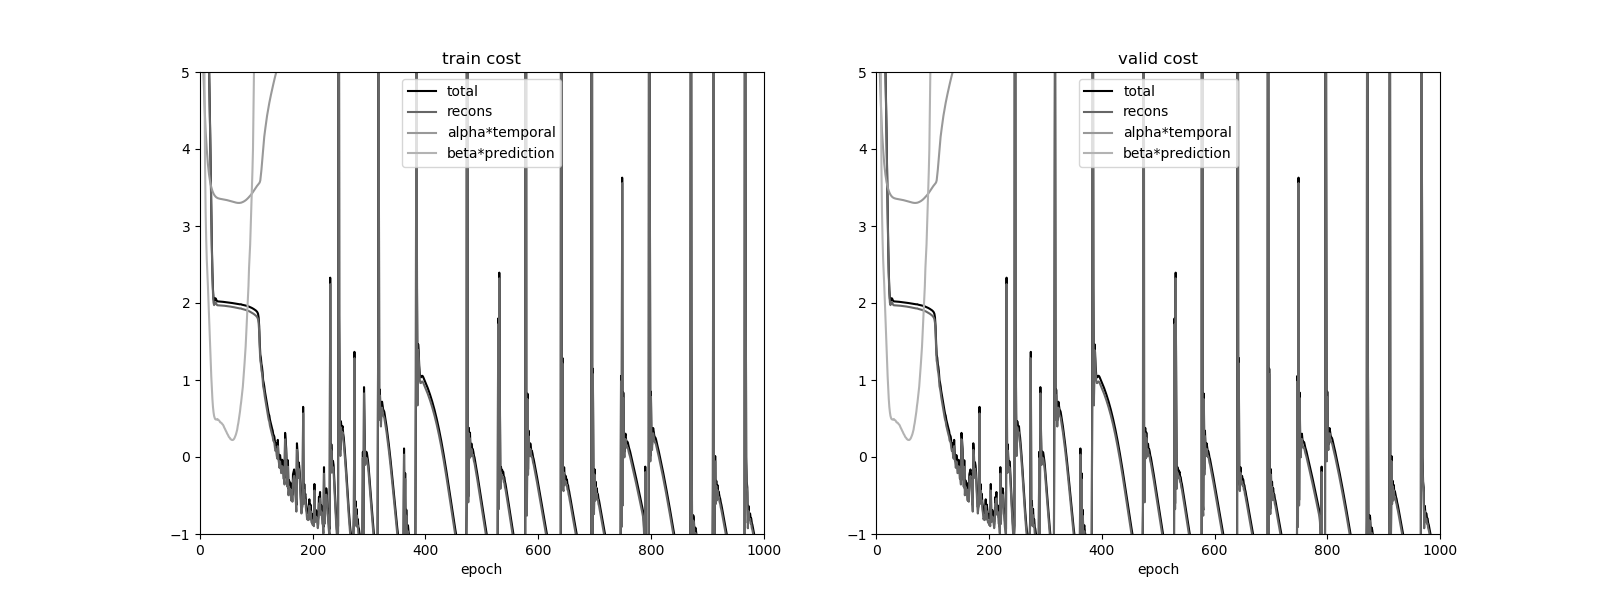 train cost
5
4
3
2
1
0
−1
total
recons
alpha*temporal
beta*prediction
0
200
400
600
800
1000
epoch
valid cost
5
4
3
2
1
0
−1
total
recons
alpha*temporal
beta*prediction
0
200
400
600
800
1000
epoch